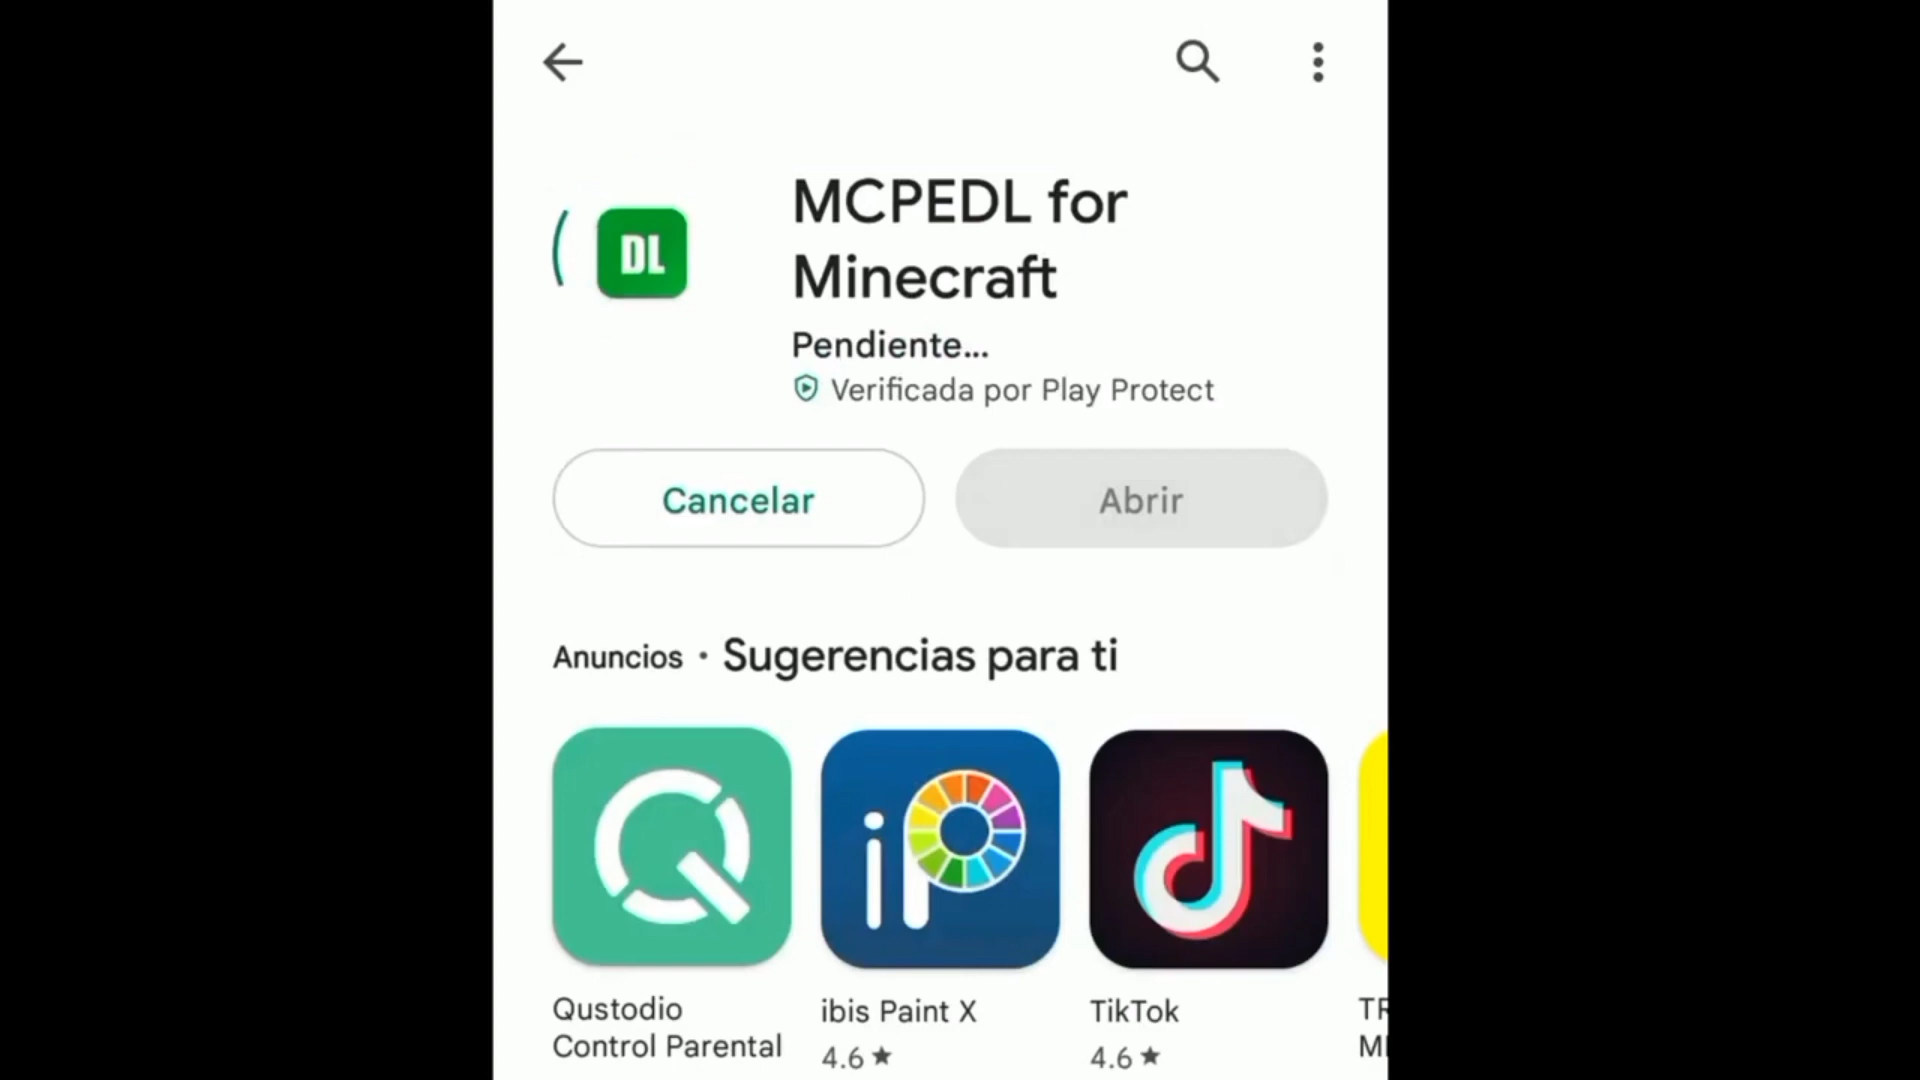 MCPEDL for
Minecraft
DL
Pendiente...
Verificada por Play Protect
Cancelar
Abrir
Anuncios • Sugerencias para ti
iP
Qustodio
Control Parental
ibis Paint X
4.6 ★
TikTok
4.6 ★